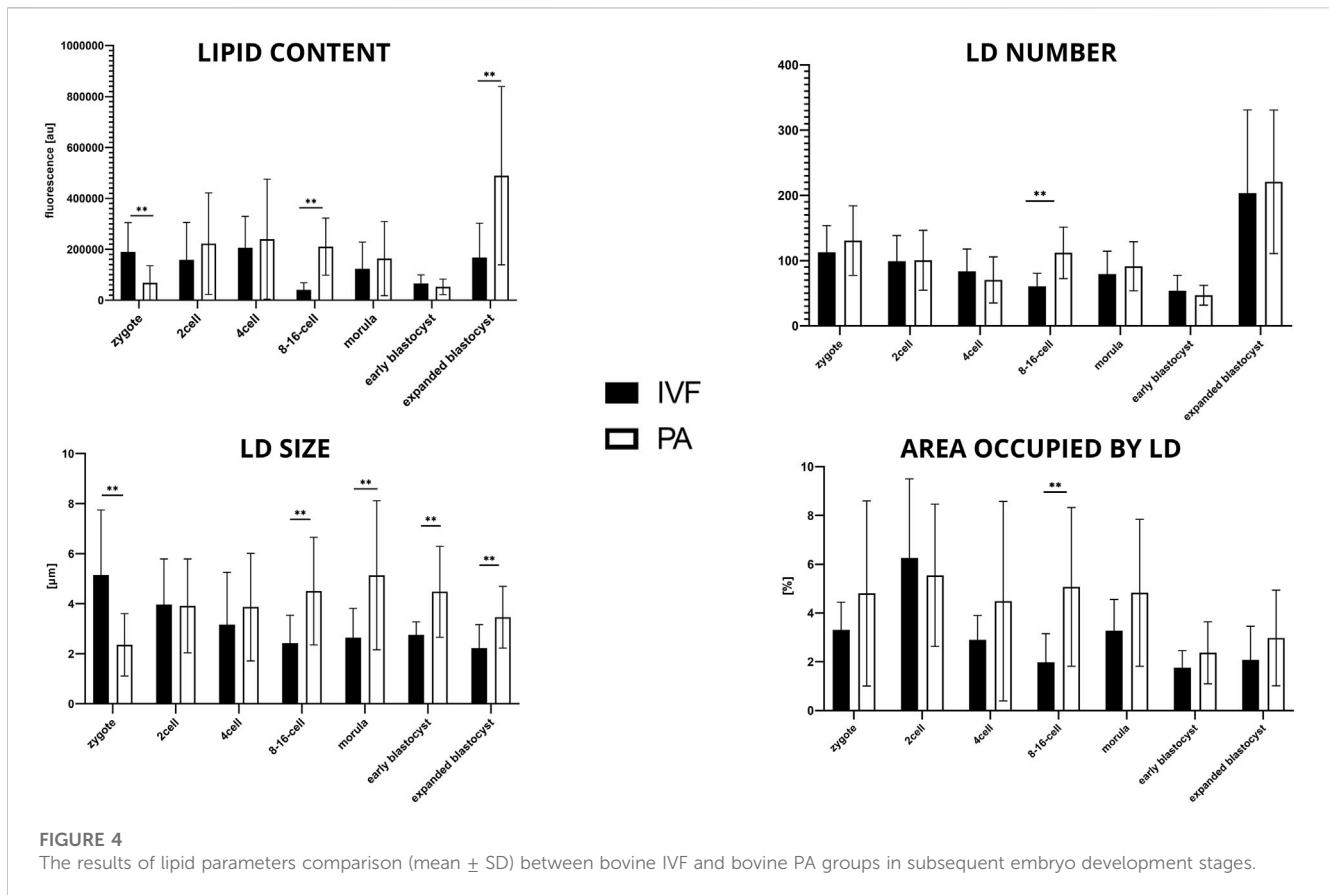 LIPID CONTENT
fluorescence [au]
1000000
800000
600000
400000
200000
0
**
**
**
zygote
2cell
4cell
8-16-cell
morula
early blastocyst
expanded blastocyst
LD NUMBER
400
300
200
100
0
**
zygote
2cell
4cell
8-16-cell
morula
early blastocyst
expanded blastocyst
IVF
PA
LD SIZE
[µm]
10
8
6
4
2
0
**
**
**
**
**
zygote
2cell
4cell
8-16-cell
morula
early blastocyst
expanded blastocyst
AREA OCCUPIED BY LD
[%]
10
8
6
4
2
0
**
zygote
2cell
4cell
8-16-cell
morula
early blastocyst
expanded blastocyst
FIGURE 4
The results of lipid parameters comparison (mean ± SD) between bovine IVF and bovine PA groups in subsequent embryo development stages.